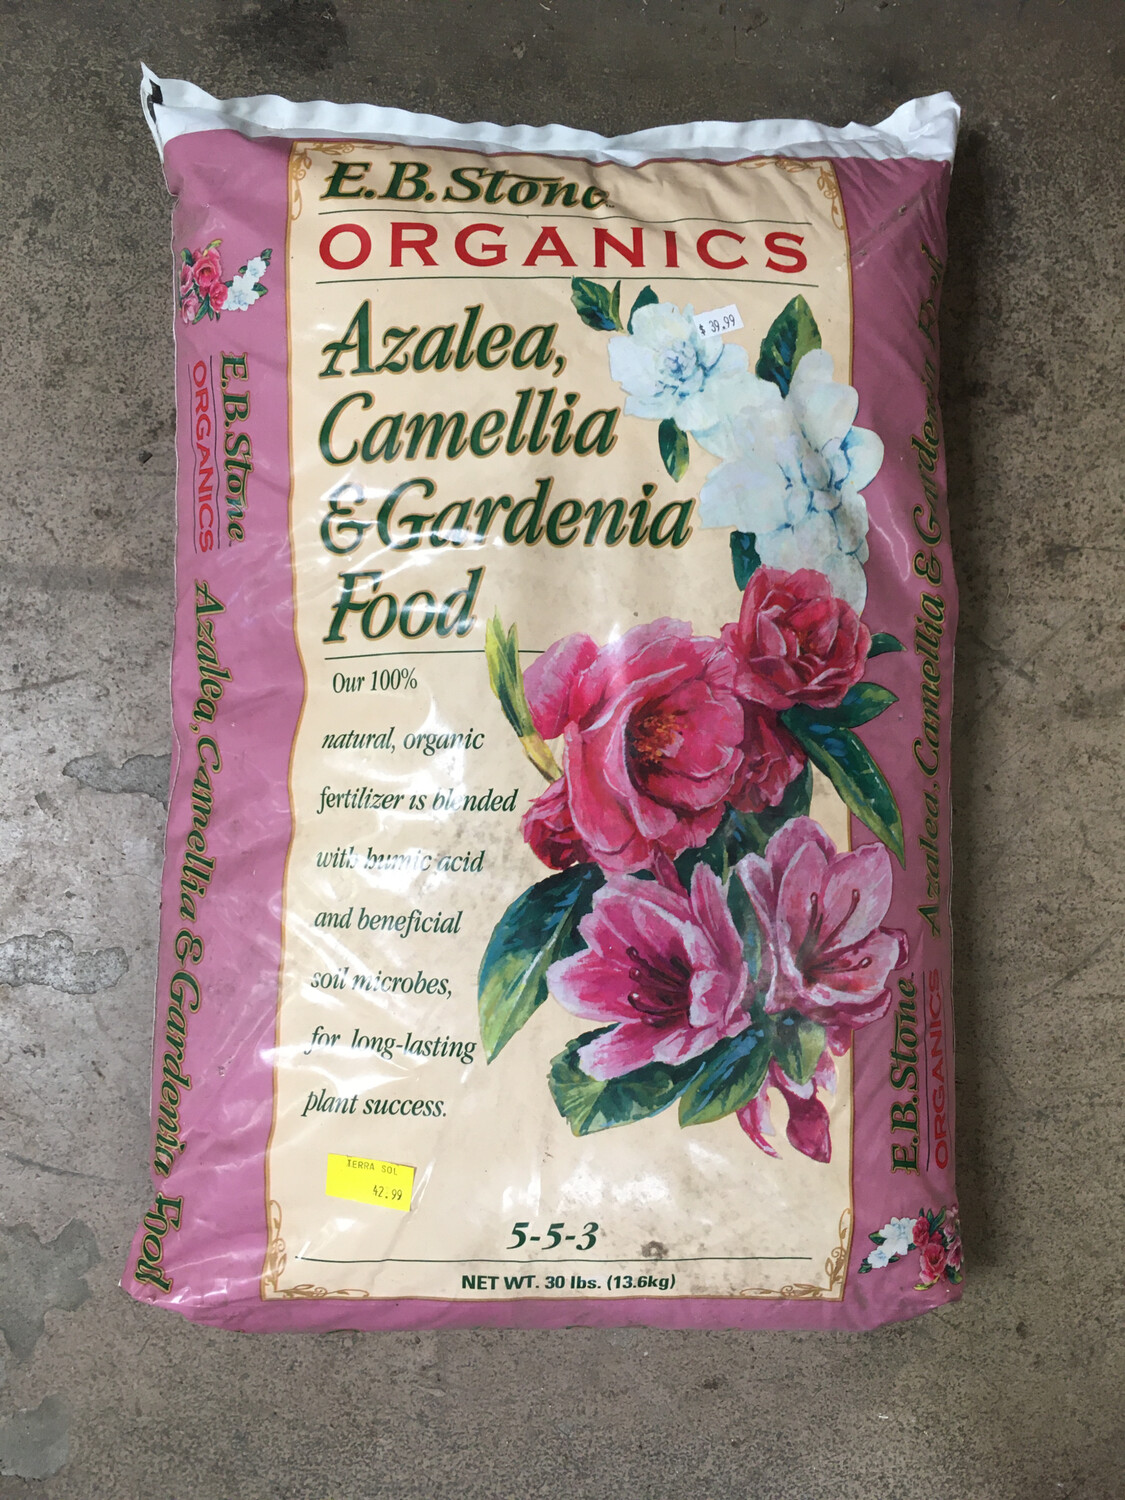 E.B. Stone
ORGANICS
$ 39.99
Azalea,
Camellia
& Gardenia
Food
Our 100%
natural, organic
fertilizer is blended
with humic acid
and beneficial
soil microbes,
for long-lasting
plant success.
TERRA SOL
42.99
5-5-3
NET WT. 30 lbs. (13.6kg)
E.B. Stone
ORGANICS
Azalea, Camellia & Gardenia Food
E.B. Stone
ORGANICS
Azalea, Camellia & Gardenia Food